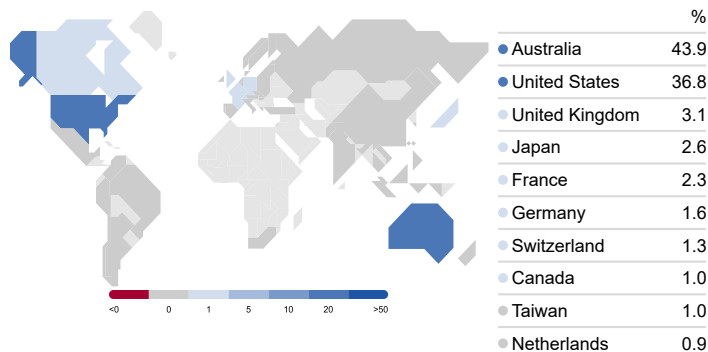 %
Australia 43.9
United States 36.8
United Kingdom 3.1
Japan 2.6
France 2.3
Germany 1.6
Switzerland 1.3
Canada 1.0
Taiwan 1.0
Netherlands 0.9
<0 0 1 5 10 20 >50